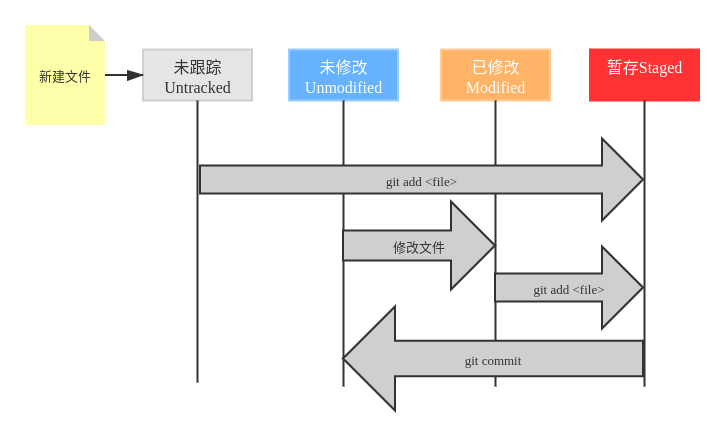 新建文件
未跟踪
Untracked
未修改
Unmodified
已修改
Modified
暂存Staged
git add <file>
修改文件
git add <file>
git commit